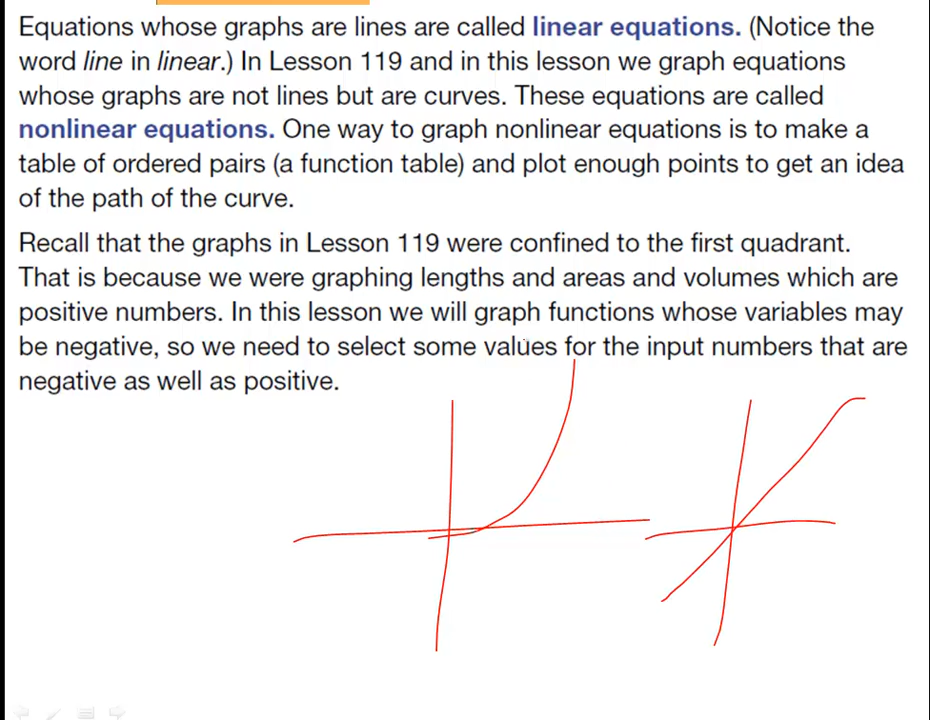 Equations whose graphs are lines are called linear equations. (Notice the
word line in linear.) In Lesson 119 and in this lesson we graph equations
whose graphs are not lines but are curves. These equations are called
nonlinear equations. One way to graph nonlinear equations is to make a
table of ordered pairs (a function table) and plot enough points to get an idea
of the path of the curve.
Recall that the graphs in Lesson 119 were confined to the first quadrant.
That is because we were graphing lengths and areas and volumes which are
positive numbers. In this lesson we will graph functions whose variables may
be negative, so we need to select some values for the input numbers that are
negative as well as positive.